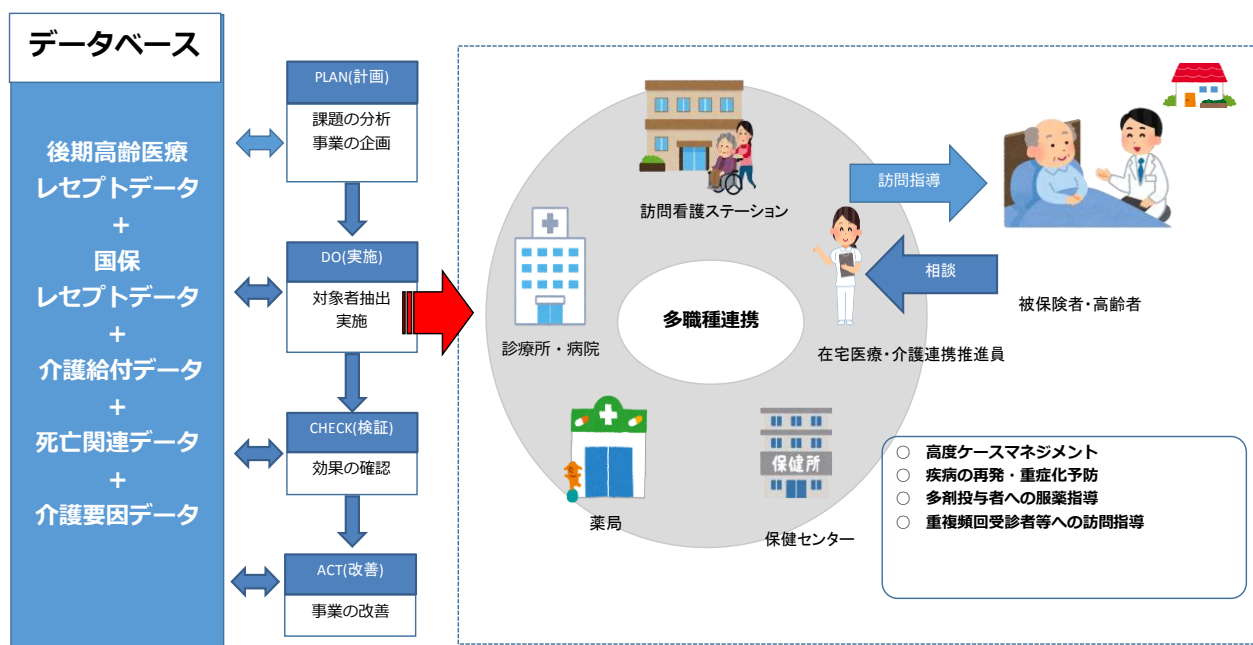 データベース
後期高齢医療
レセプトデータ
+
国保
レセプトデータ
+
介護給付データ
+
死亡関連データ
+
介護要因データ
PLAN(計画)
課題の分析
事業の企画
DO(実施)
対象者抽出
実施
CHECK(検証)
効果の確認
ACT(改善)
事業の改善
訪問看護ステーション
診療所・病院
多職種連携
薬局
保健所
保健センター
在宅医療・介護連携推進員
訪問指導
相談
被保険者・高齢者
○ 高度ケースマネジメント
○ 疾病の再発・重症化予防
○ 多剤投与者への服薬指導
○ 重複頻回受診者等への訪問指導